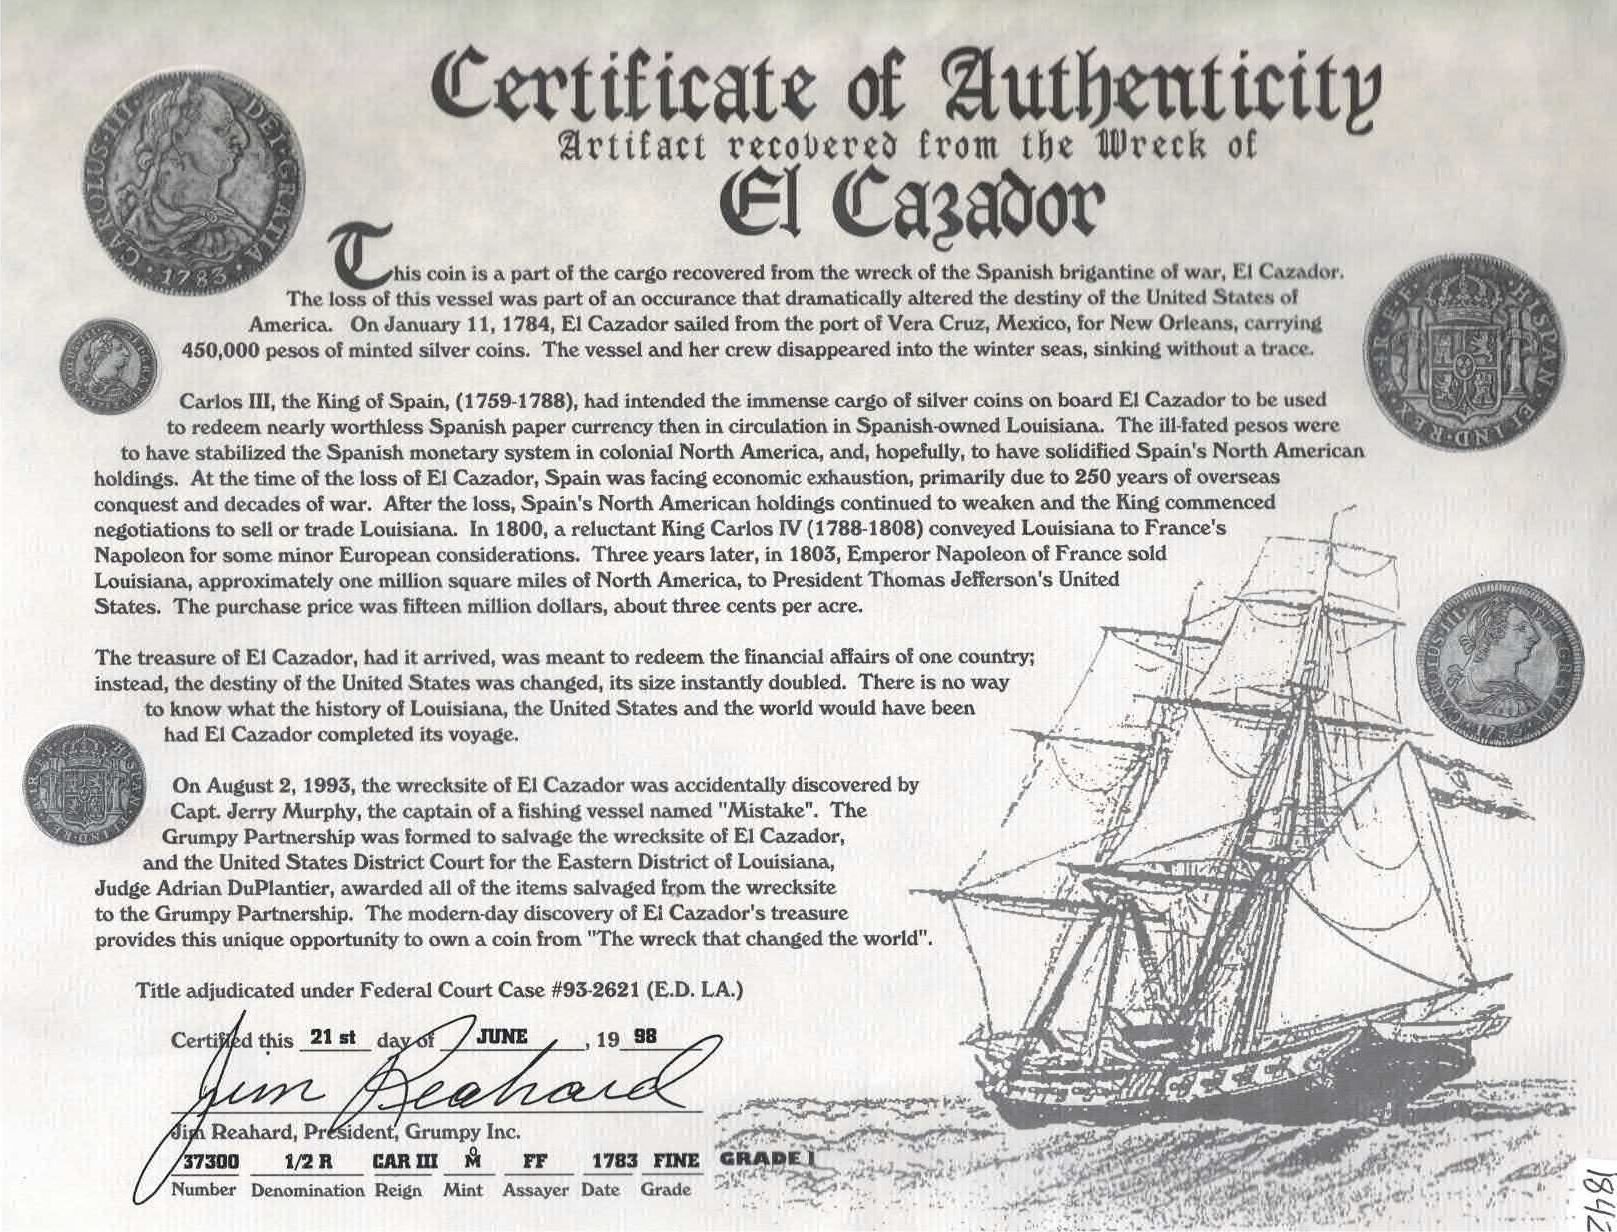 Certificate of Authenticity
Artifact recovered from the Wreck of
El Cazador
This coin is a part of the cargo recovered from the wreck of the Spanish brigantine of war, El Cazador.
The loss of this vessel was part of an occurance that dramatically altered the destiny of the United States of
America. On January 11, 1784, El Cazador sailed from the port of Vera Cruz, Mexico, for New Orleans, carrying
450,000 pesos of minted silver coins. The vessel and her crew disappeared into the winter seas, sinking without a trace.
Carlos III, the King of Spain, (1759-1788), had intended the immense cargo of silver coins on board El Cazador to be used
to redeem nearly worthless Spanish paper currency then in circulation in Spanish-owned Louisiana. The ill-fated pesos were
to have stabilized the Spanish monetary system in colonial North America, and, hopefully, to have solidified Spain's North American
holdings. At the time of the loss of El Cazador, Spain was facing economic exhaustion, primarily due to 250 years of overseas
conquest and decades of war. After the loss, Spain's North American holdings continued to weaken and the King commenced
negotiations to sell or trade Louisiana. In 1800, a reluctant King Carlos IV (1788-1808) conveyed Louisiana to France's
Napoleon for some minor European considerations. Three years later, in 1803, Emperor Napoleon of France sold
Louisiana, approximately one million square miles of North America, to President Thomas Jefferson's United
States. The purchase price was fifteen million dollars, about three cents per acre.
The treasure of El Cazador, had it arrived, was meant to redeem the financial affairs of one country;
instead, the destiny of the United States was changed, its size instantly doubled. There is no way
to know what the history of Louisiana, the United States and the world would have been
had El Cazador completed its voyage.
On August 2, 1993, the wrecksite of El Cazador was accidentally discovered by
Capt. Jerry Murphy, the captain of a fishing vessel named "Mistake". The
Grumpy Partnership was formed to salvage the wrecksite of El Cazador,
and the United States District Court for the Eastern District of Louisiana,
Judge Adrian DuPlantier, awarded all of the items salvaged from the wrecksite
to the Grumpy Partnership. The modern-day discovery of El Cazador's treasure
provides this unique opportunity to own a coin from "The wreck that changed the world".
Title adjudicated under Federal Court Case #93-2621 (E.D. LA.)
Certified this 21 st day of JUNE, 19 98
Jim Reahard
Jim Reahard, President, Grumpy Inc.
37300 1/2 R CAR III M̊ FF 1783 FINE GRADE I
Number Denomination Reign Mint Assayer Date Grade
CAROLUS·III· DEI·GRATIA ·1783·
CAROLUS·III· DEI·GRATIA 1783
1842